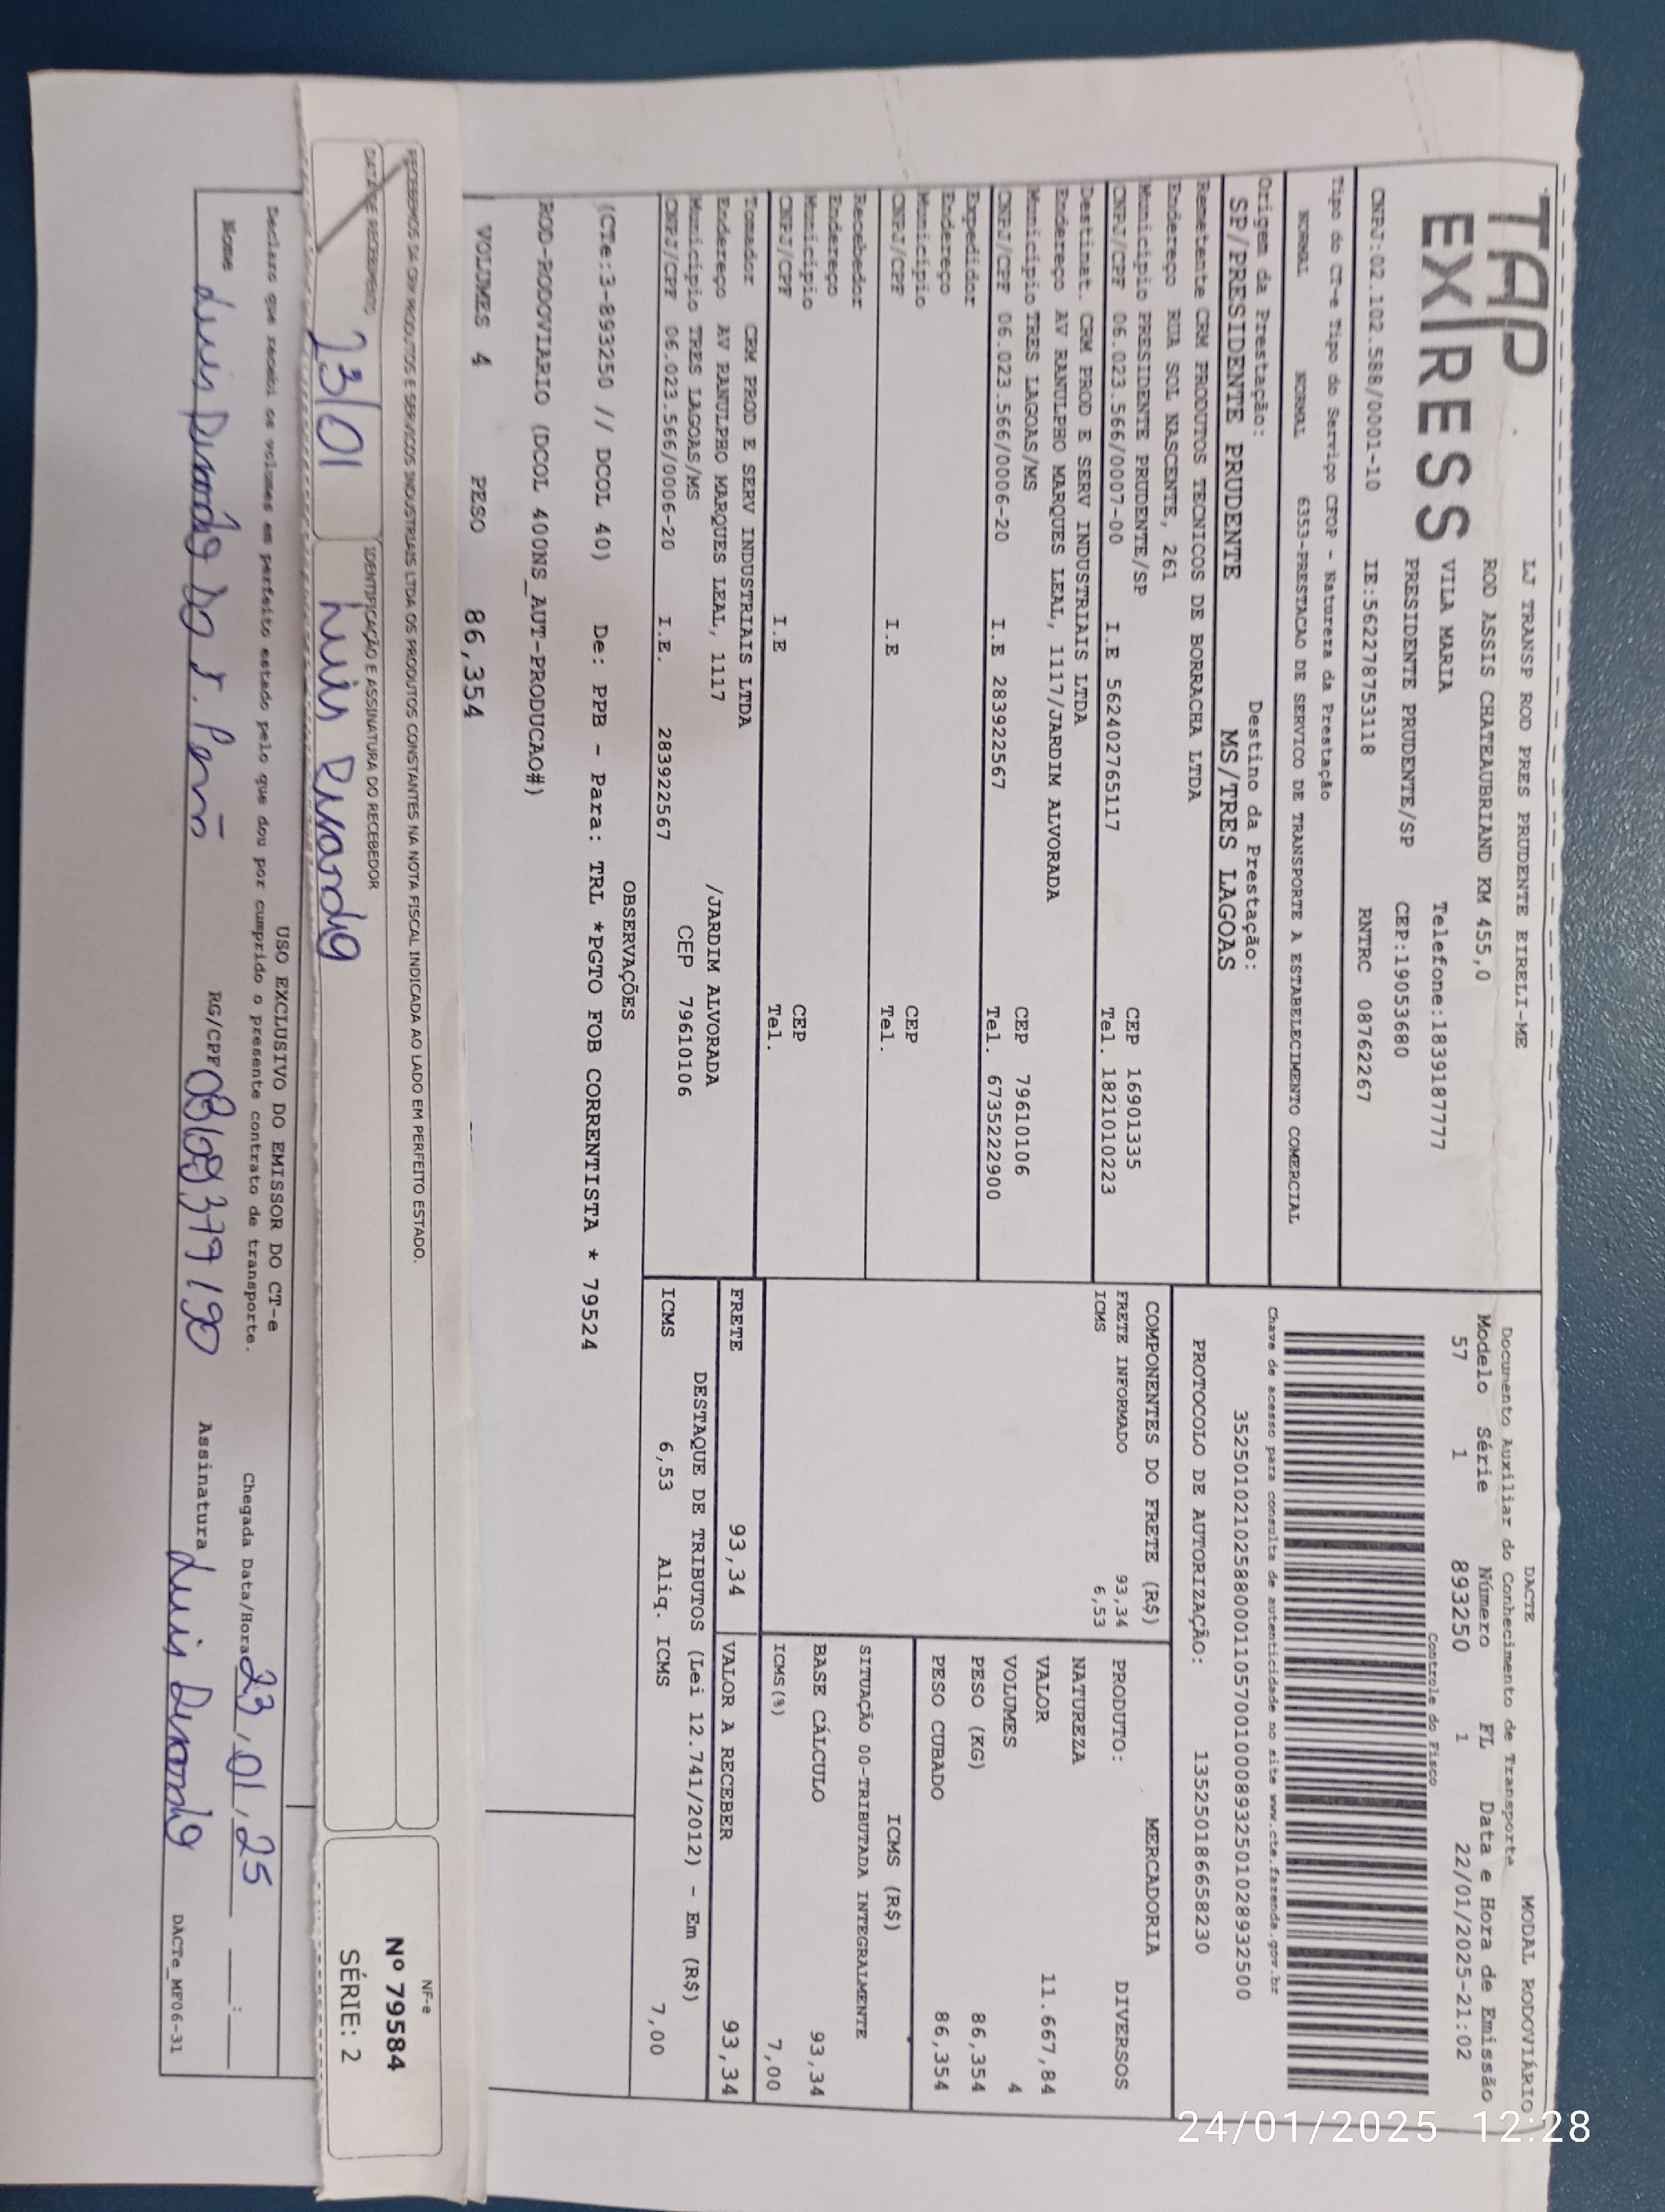 TAP
EXPRESS
LJ TRANSP ROD PRES PRUDENTE EIRELI-ME
ROD ASSIS CHATEAUBRIAND KM 455,0
VILA MARIA Telefone:1839187777
PRESIDENTE PRUDENTE/SP CEP:19053680
CNPJ:02.102.588/0001-10 IE:562278753118 RNTRC 08762267
DACTE MODAL RODOVIÁRIO
Documento Auxiliar do Conhecimento de Transporte
Modelo Série Número FL Data e Hora de Emissão
57 1 893250 1 22/01/2025-21:02
Controle do Fisco
Chave de acesso para consulta de autenticidade no site www.cte.fazenda.gov.br
35250102102588000110570010008932501028932500
PROTOCOLO DE AUTORIZAÇÃO: 135250186658230
Tipo do CT-e Tipo do Serviço CFOP - Natureza da Prestação
NORMAL NORMAL 6353-PRESTACAO DE SERVICO DE TRANSPORTE A ESTABELECIMENTO COMERCIAL
Origem da Prestação: Destino da Prestação:
SP/PRESIDENTE PRUDENTE MS/TRES LAGOAS
Remetente CRM PRODUTOS TECNICOS DE BORRACHA LTDA
Endereço RUA SOL NASCENTE, 261
Município PRESIDENTE PRUDENTE/SP CEP 16901335
CNPJ/CPF 06.023.566/0007-00 I.E 562402765117 Tel. 1821010223
Destinat. CRM PROD E SERV INDUSTRIAIS LTDA
Endereço AV RANULPHO MARQUES LEAL, 1117/JARDIM ALVORADA
Município TRES LAGOAS/MS CEP 79610106
CNPJ/CPF 06.023.566/0006-20 I.E 283922567 Tel. 6735222900
Expedidor
Endereço
Município CEP
CNPJ/CPF I.E Tel.
Recebedor
Endereço
Município CEP
CNPJ/CPF I.E Tel.
Tomador CRM PROD E SERV INDUSTRIAIS LTDA
Endereço AV RANULPHO MARQUES LEAL, 1117 /JARDIM ALVORADA
Município TRES LAGOAS/MS CEP 79610106
CNPJ/CPF 06.023.566/0006-20 I.E. 283922567
COMPONENTES DO FRETE (R$)
FRETE INFORMADO 93,34
ICMS 6,53
MERCADORIA
PRODUTO: DIVERSOS
NATUREZA
VALOR 11.667,84
VOLUMES 4
PESO (KG) 86,354
PESO CUBADO 86,354
ICMS (R$)
SITUAÇÃO 00-TRIBUTADA INTEGRALMENTE
BASE CÁLCULO 93,34
ICMS(%) 7,00
FRETE 93,34 VALOR A RECEBER 93,34
DESTAQUE DE TRIBUTOS (Lei 12.741/2012) - Em (R$)
ICMS 6,53 Aliq. ICMS 7,00
OBSERVAÇÕES
(CTe:3-893250 // DCOL 40) De: PPB - Para: TRL *PGTO FOB CORRENTISTA * 79524
ROD-RODOVIARIO (DCOL 400NS_AUT-PRODUCAO#)
VOLUMES 4 PESO 86,354
RECEBEMOS DA CRM PRODUTOS E SERVICOS INDUSTRIAIS LTDA OS PRODUTOS CONSTANTES NA NOTA FISCAL INDICADA AO LADO EM PERFEITO ESTADO.
DATA DE RECEBIMENTO IDENTIFICAÇÃO E ASSINATURA DO RECEBEDOR
23/01
NF-e
Nº 79584
SÉRIE: 2
USO EXCLUSIVO DO EMISSOR DO CT-e
Declaro que recebi os volumes em perfeito estado pelo que dou por cumprido o presente contrato de transporte.
Chegada Data/Hora 23/01/25 :
Nome Luis RG/CPF Assinatura Luis
DACTe_MF06-31
24/01/2025 12:28